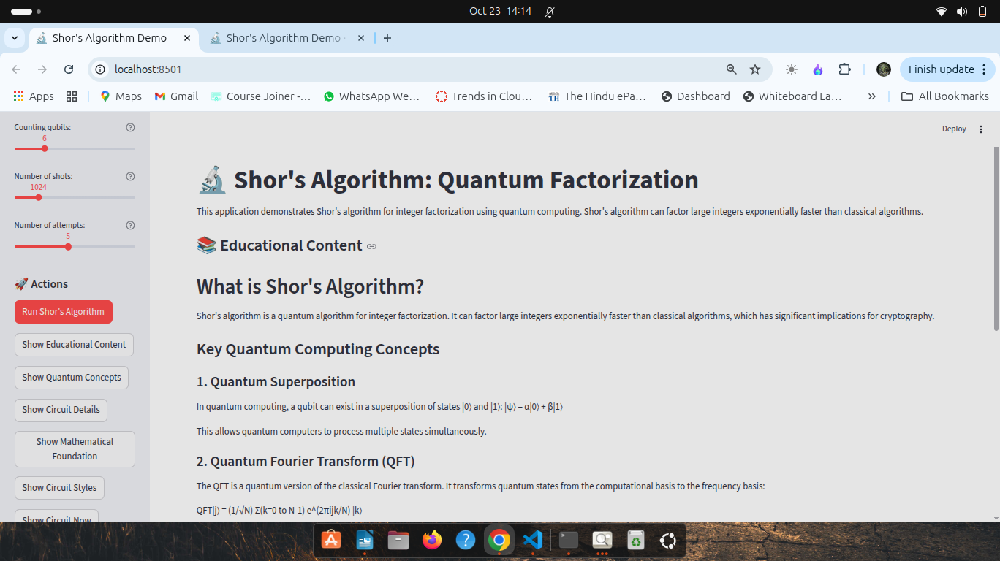 Oct 23 14:14
Shor's Algorithm Demo
Shor's Algorithm Demo
localhost:8501
Finish update
Apps
Maps
Gmail
Course Joiner -...
WhatsApp We...
Trends in Clou...
The Hindu ePa...
Dashboard
Whiteboard La...
All Bookmarks
Counting qubits:
6
Number of shots:
1024
Number of attempts:
5
🚀 Actions
Run Shor's Algorithm
Show Educational Content
Show Quantum Concepts
Show Circuit Details
Show Mathematical
Foundation
Show Circuit Styles
Show Circuit Now
Deploy
🔬 Shor's Algorithm: Quantum Factorization
This application demonstrates Shor's algorithm for integer factorization using quantum computing. Shor's algorithm can factor large integers exponentially faster than classical algorithms.
📚 Educational Content
What is Shor's Algorithm?
Shor's algorithm is a quantum algorithm for integer factorization. It can factor large integers exponentially faster than classical algorithms, which has significant implications for cryptography.
Key Quantum Computing Concepts
1. Quantum Superposition
In quantum computing, a qubit can exist in a superposition of states |0⟩ and |1⟩: |ψ⟩ = α|0⟩ + β|1⟩
This allows quantum computers to process multiple states simultaneously.
2. Quantum Fourier Transform (QFT)
The QFT is a quantum version of the classical Fourier transform. It transforms quantum states from the computational basis to the frequency basis:
QFT|j⟩ = (1/√N) Σ(k=0 to N-1) e^(2πijk/N) |k⟩